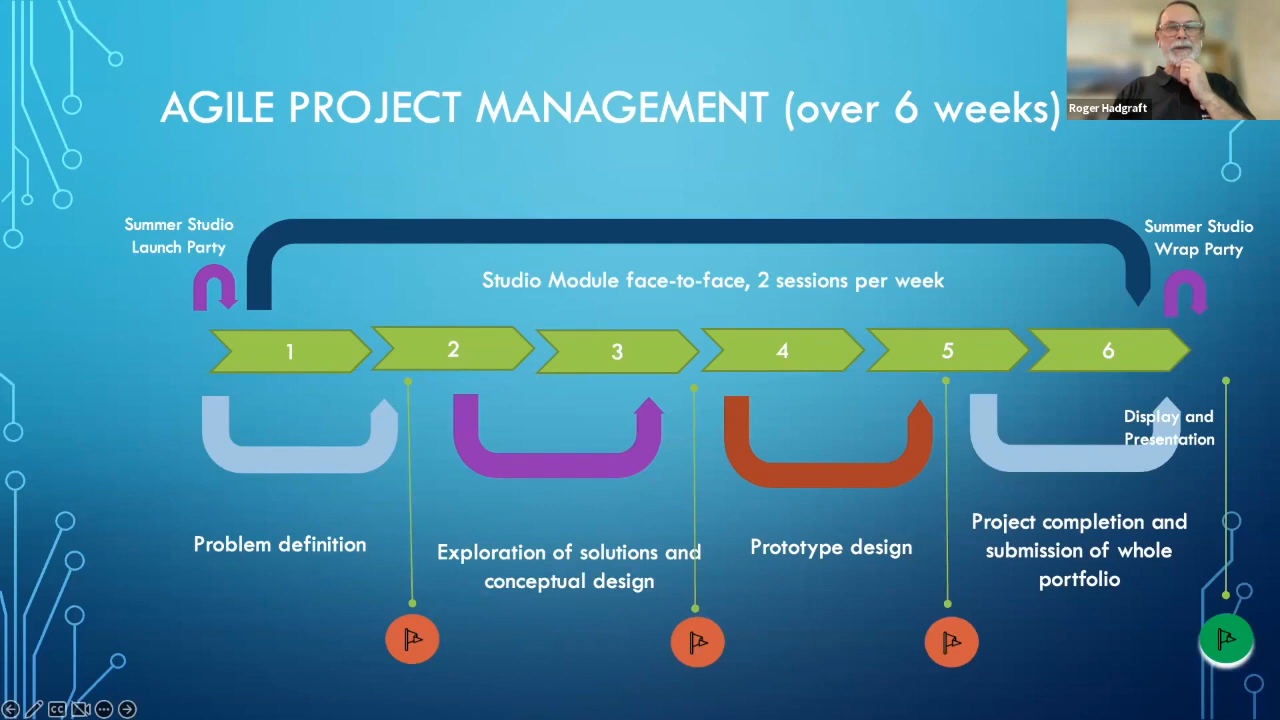 AGILE PROJECT MANAGEMENT (over 6 weeks)
Roger Hadgraft
Summer Studio
Launch Party
Summer Studio
Wrap Party
Studio Module face-to-face, 2 sessions per week
1
2
3
4
5
6
Display and
Presentation
Problem definition
Exploration of solutions and
conceptual design
Prototype design
Project completion and
submission of whole
portfolio
CC